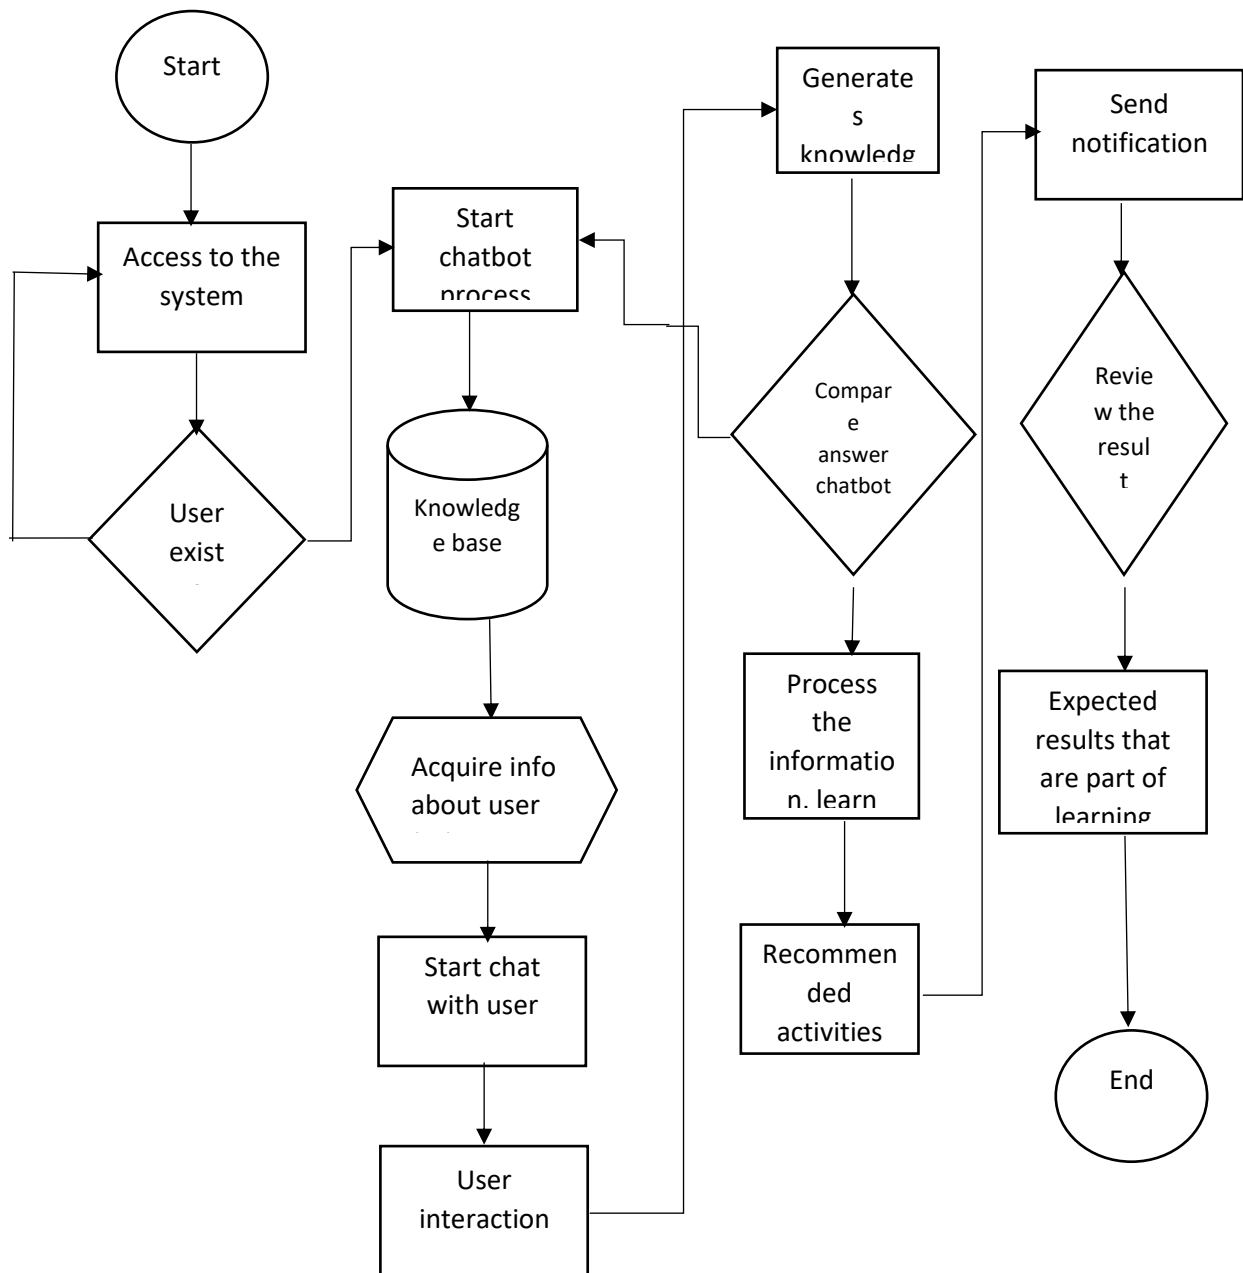 Start
Access to the
system
User
exist
Start
chatbot
process
Knowledg
e base
Acquire info
about user
Start chat
with user
User
interaction
Generate
s
knowledg
Compar
e
answer
chatbot
Process
the
informatio
n, learn
Recommen
ded
activities
Send
notification
Revie
w the
resul
t
Expected
results that
are part of
learning
End